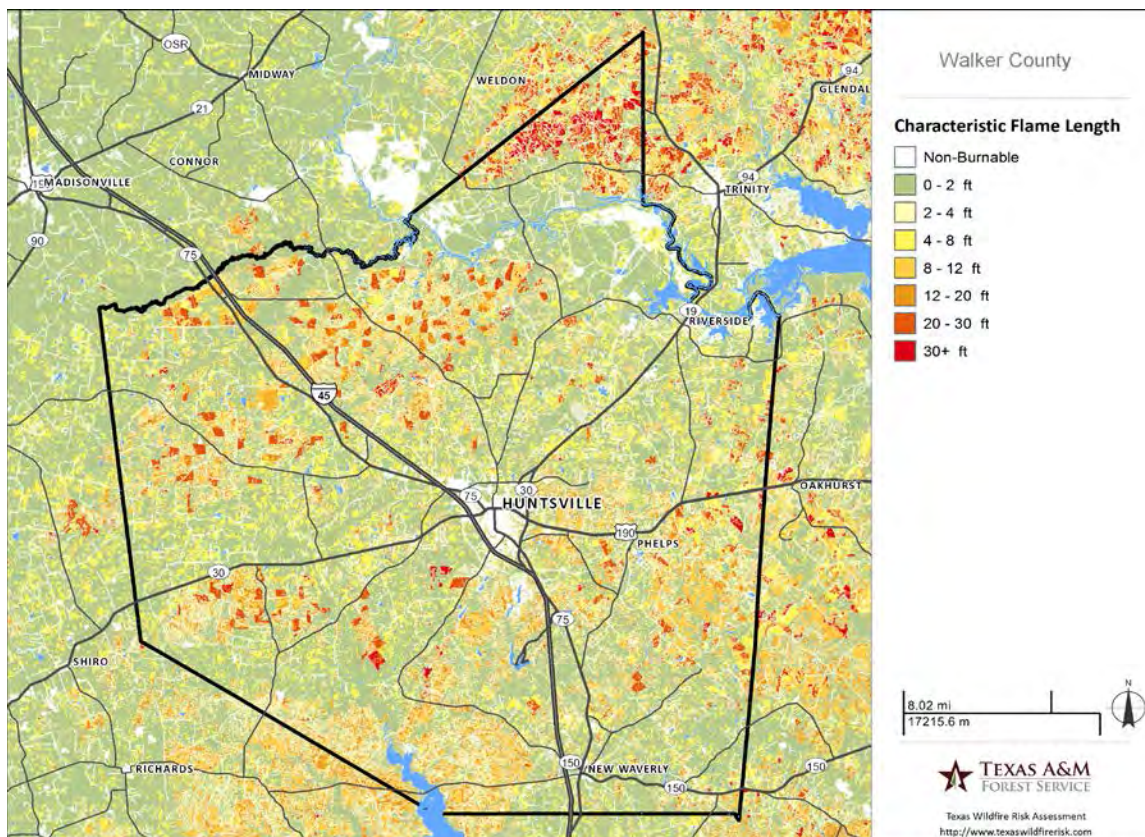 Walker County
Characteristic Flame Length
Non-Burnable
0 - 2 ft
2 - 4 ft
4 - 8 ft
8 - 12 ft
12 - 20 ft
20 - 30 ft
30+ ft
OSR
MIDWAY
WELDON
94
GLENDAL
21
CONNOR
MADISONVILLE
TRINITY
94
90
75
19
RIVERSIDE
45
OAKHURST
75
30
HUNTSVILLE
190
PHELPS
30
75
SHIRO
RICHARDS
150
NEW WAVERLY
150
150
8.02 mi
17215.6 m
N
TEXAS A&M
FOREST SERVICE
Texas Wildfire Risk Assessment
http://www.texaswildfirerisk.com